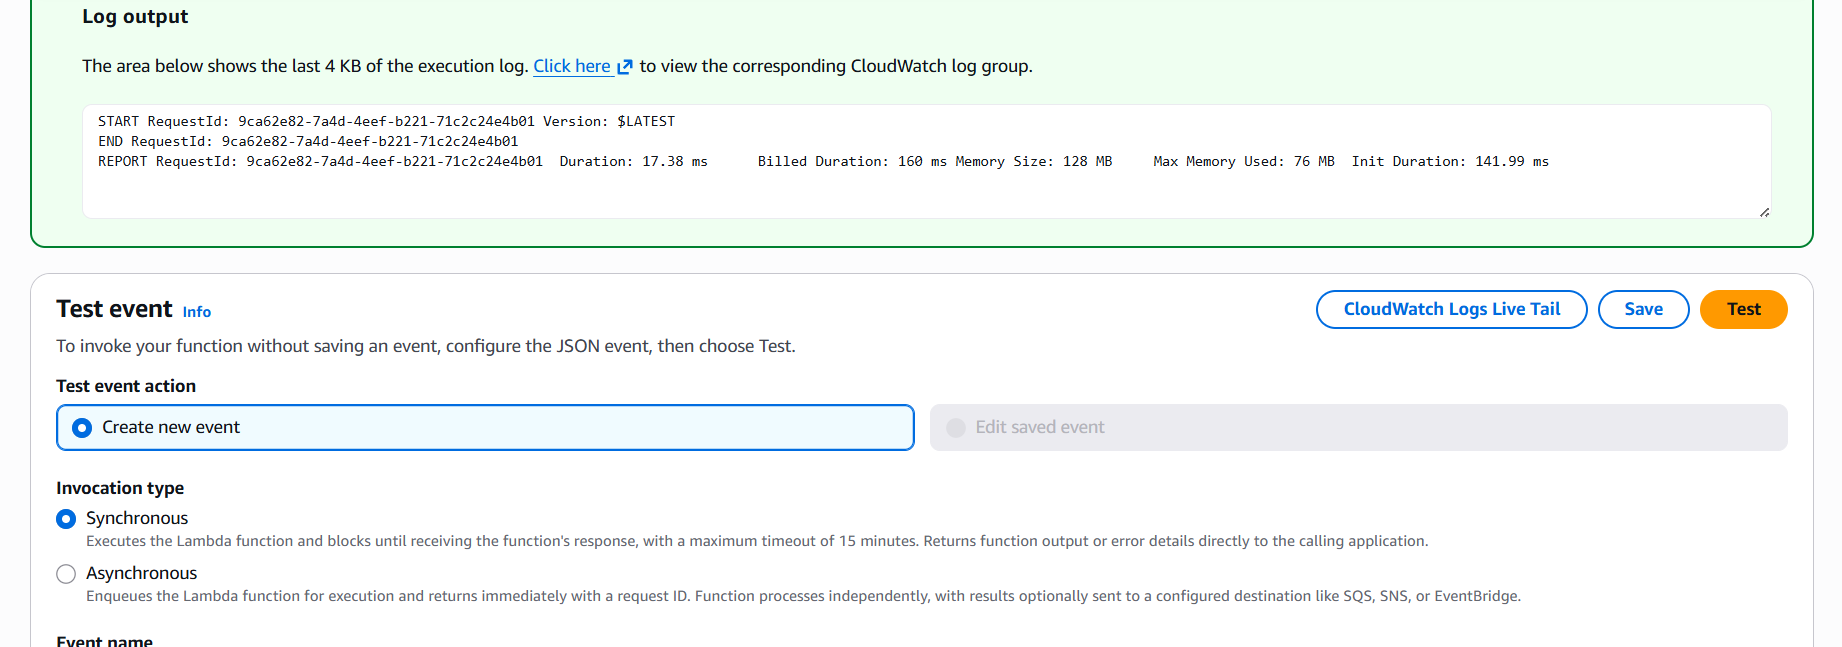 Log output
The area below shows the last 4 KB of the execution log. Click here to view the corresponding CloudWatch log group.
START RequestId: 9ca62e82-7a4d-4eef-b221-71c2c24e4b01 Version: $LATEST
END RequestId: 9ca62e82-7a4d-4eef-b221-71c2c24e4b01
REPORT RequestId: 9ca62e82-7a4d-4eef-b221-71c2c24e4b01 Duration: 17.38 ms Billed Duration: 160 ms Memory Size: 128 MB Max Memory Used: 76 MB Init Duration: 141.99 ms
Test event Info
CloudWatch Logs Live Tail
Save
Test
To invoke your function without saving an event, configure the JSON event, then choose Test.
Test event action
Create new event
Edit saved event
Invocation type
Synchronous
Executes the Lambda function and blocks until receiving the function's response, with a maximum timeout of 15 minutes. Returns function output or error details directly to the calling application.
Asynchronous
Enqueues the Lambda function for execution and returns immediately with a request ID. Function processes independently, with results optionally sent to a configured destination like SQS, SNS, or EventBridge.
Event name